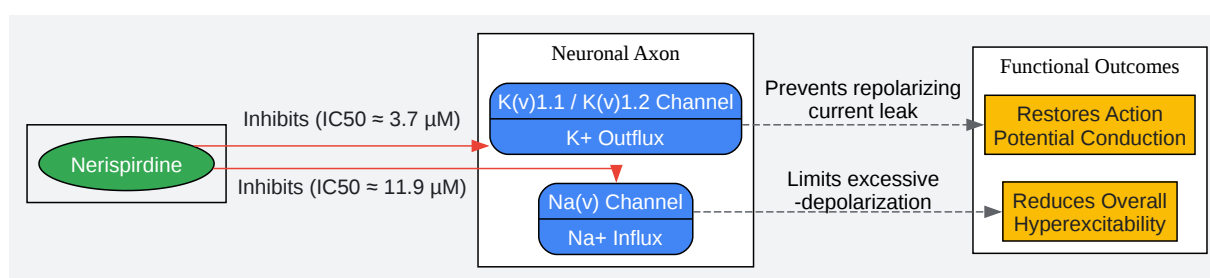 Nerispirdine
Inhibits (IC50 ≈ 3.7 µM)
Inhibits (IC50 ≈ 11.9 µM)
Neuronal Axon
K(v)1.1 / K(v)1.2 Channel
K+ Outflux
Na(v) Channel
Na+ Influx
Prevents repolarizing
current leak
Limits excessive
-depolarization
Functional Outcomes
Restores Action
Potential Conduction
Reduces Overall
Hyperexcitability